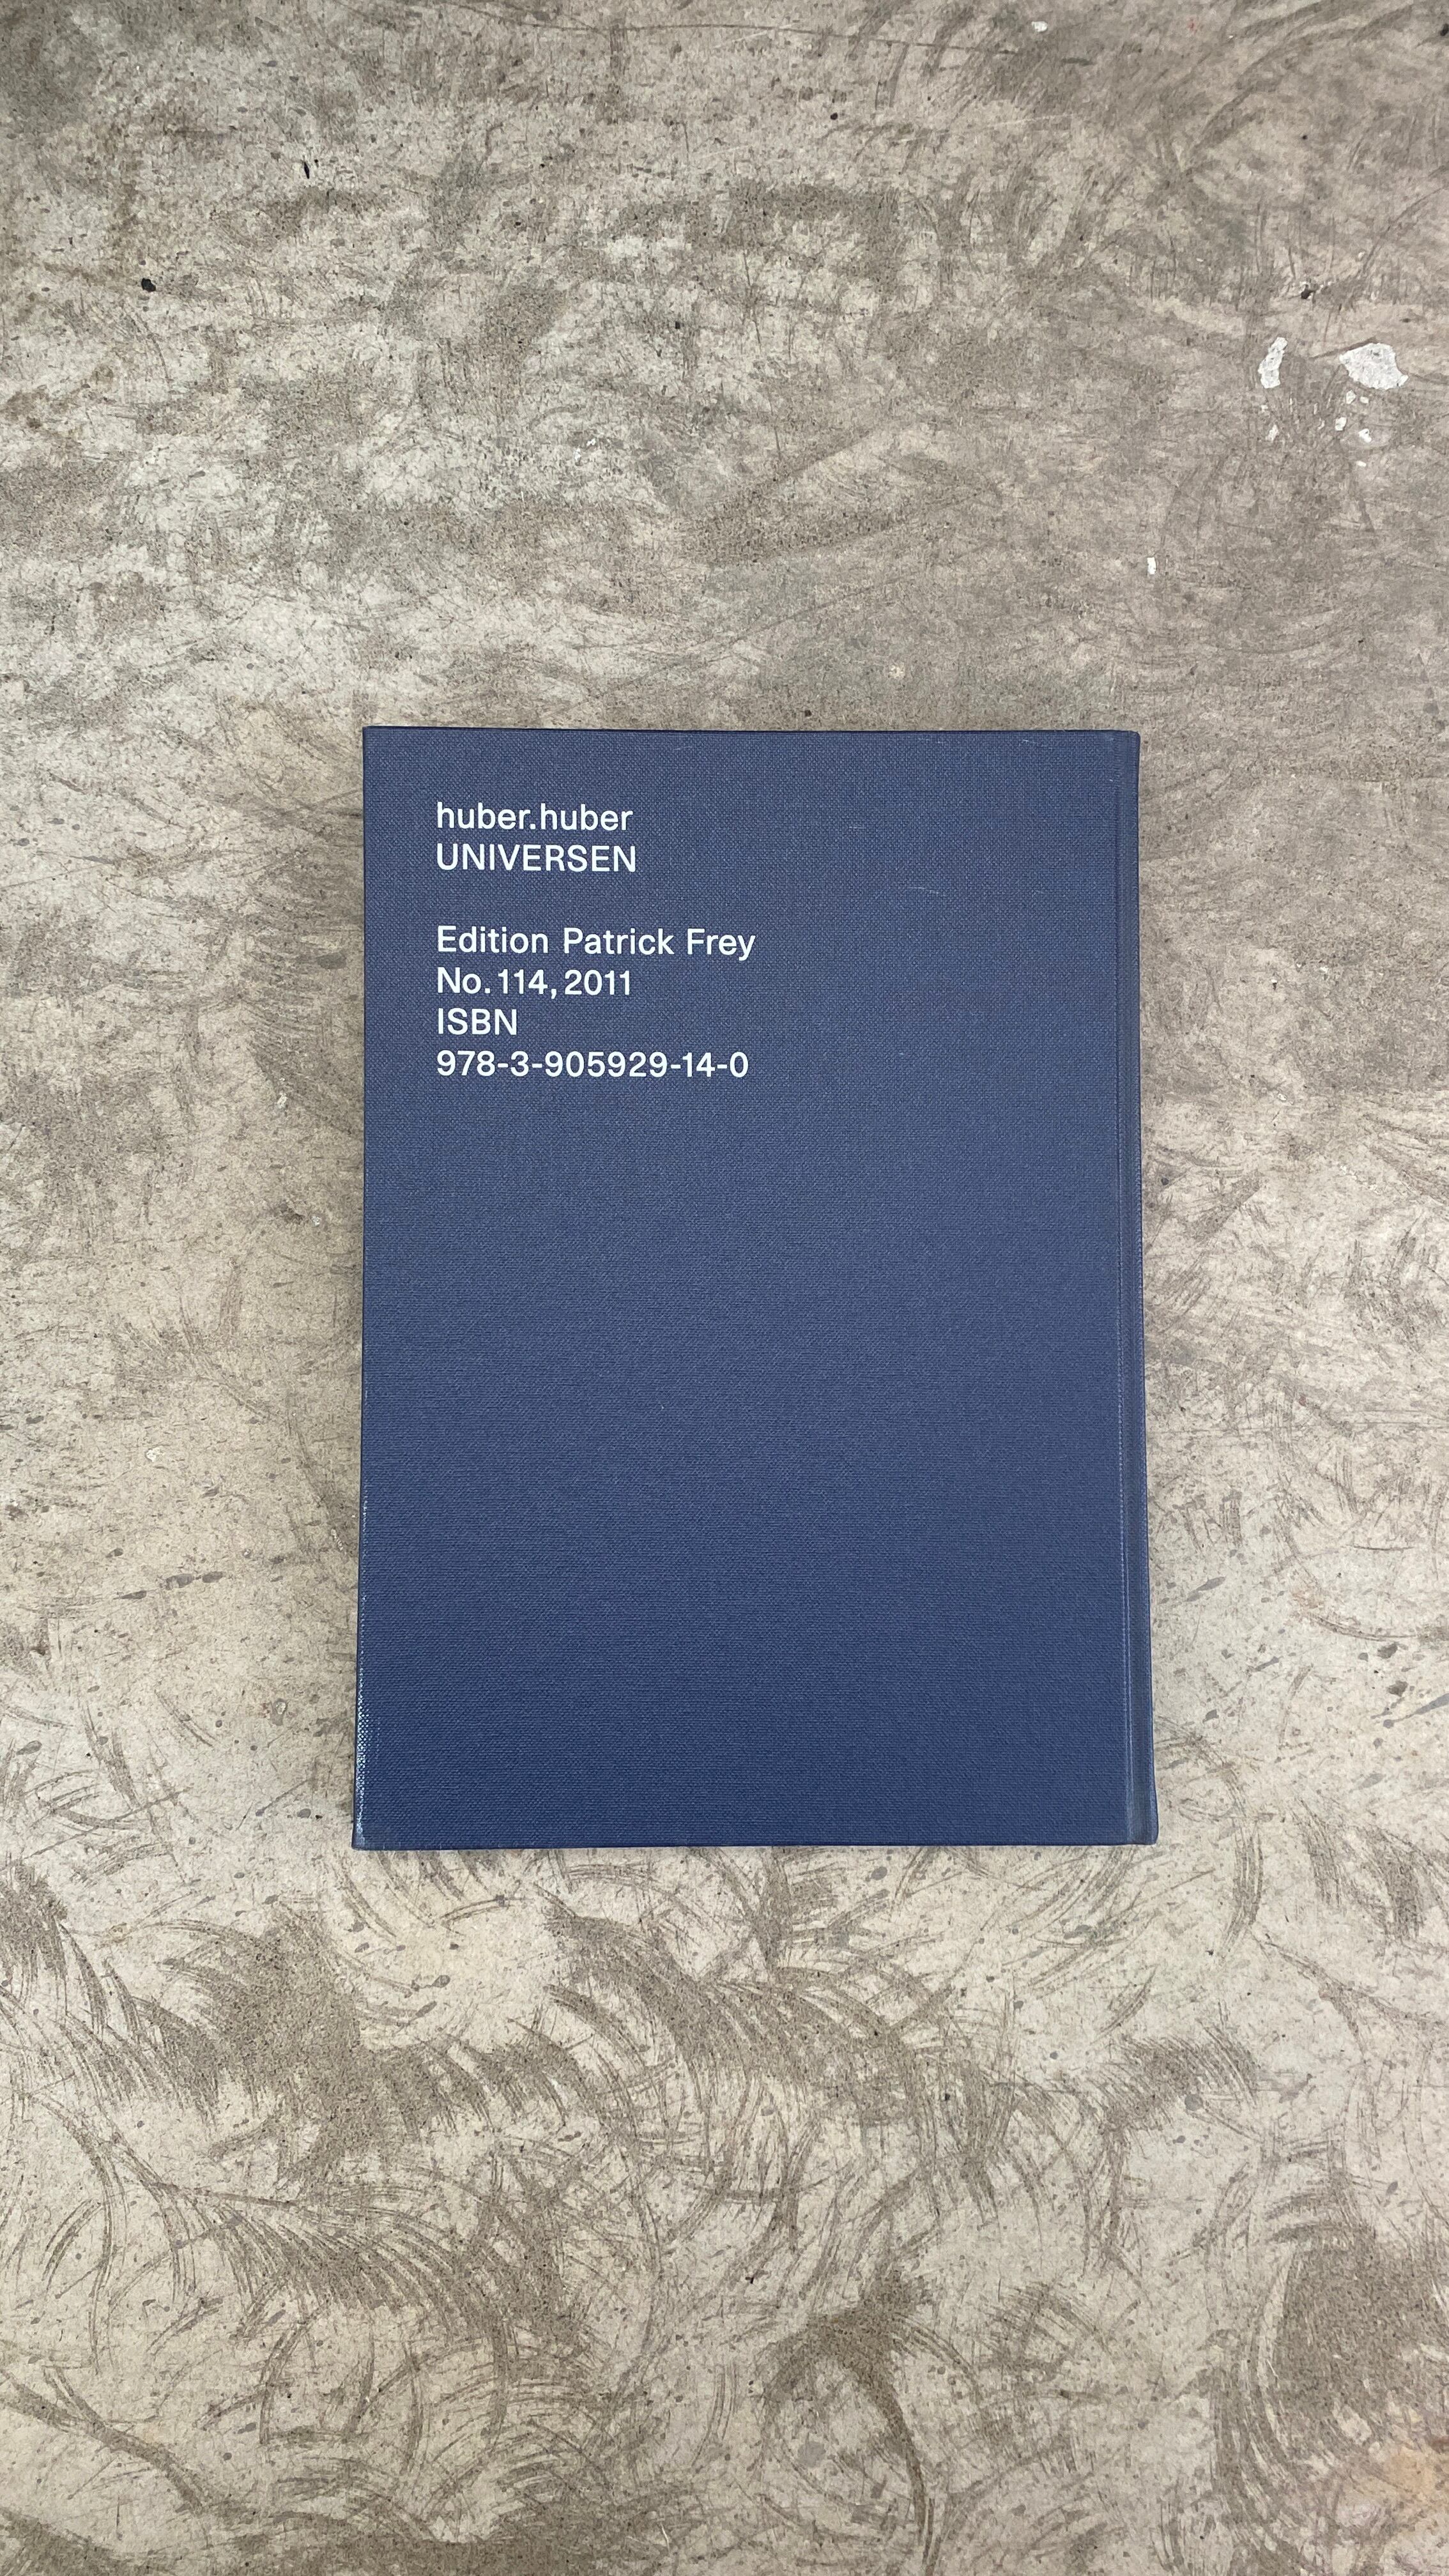 huber.huber
UNIVERSEN
Edition Patrick Frey
No. 114, 2011
ISBN
978-3-905929-14-0